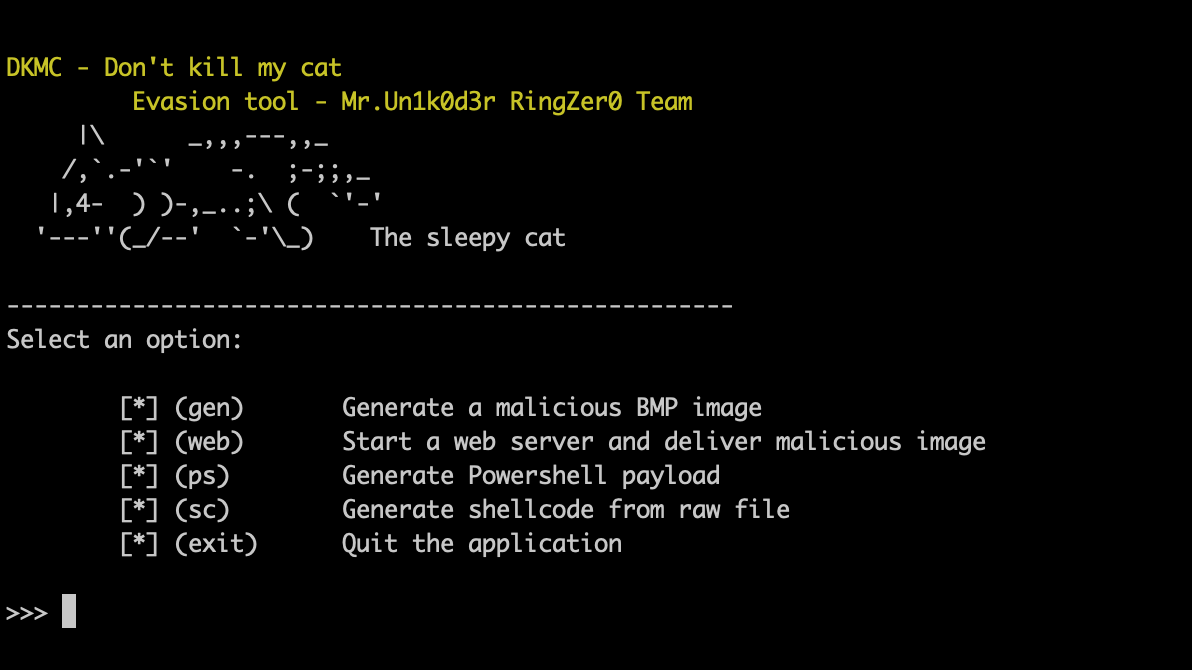 DKMC - Don't kill my cat
         Evasion tool - Mr.Un1k0d3r RingZer0 Team
     |\      _,,,---,,_
    /,`.-'`'    -.  ;-;;,_
   |,4-  ) )-,_..;\ (  `'-'
  '---''(_/--'  `-'\_)    The sleepy cat
----------------------------------------------------
Select an option:
        [*] (gen)       Generate a malicious BMP image
        [*] (web)       Start a web server and deliver malicious image
        [*] (ps)        Generate Powershell payload
        [*] (sc)        Generate shellcode from raw file
        [*] (exit)      Quit the application
>>>